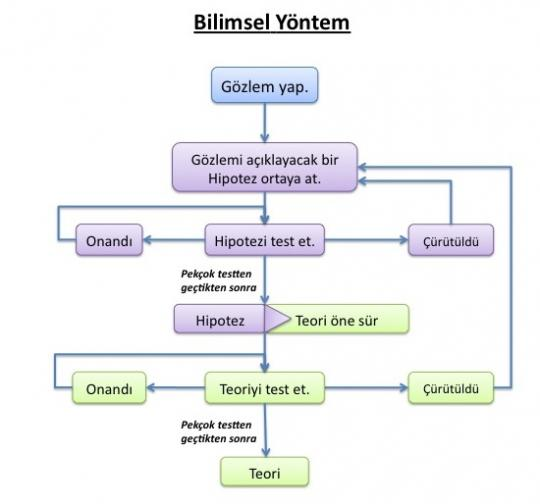 Bilimsel Yöntem
Gözlem yap.
Gözlemi açıklayacak bir
Hipotez ortaya at.
Onandı
Hipotezi test et.
Çürütüldü
Pekçok testten
geçtikten sonra
Hipotez
Teori öne sür
Onandı
Teoriyi test et.
Çürütüldü
Pekçok testten
geçtikten sonra
Teori